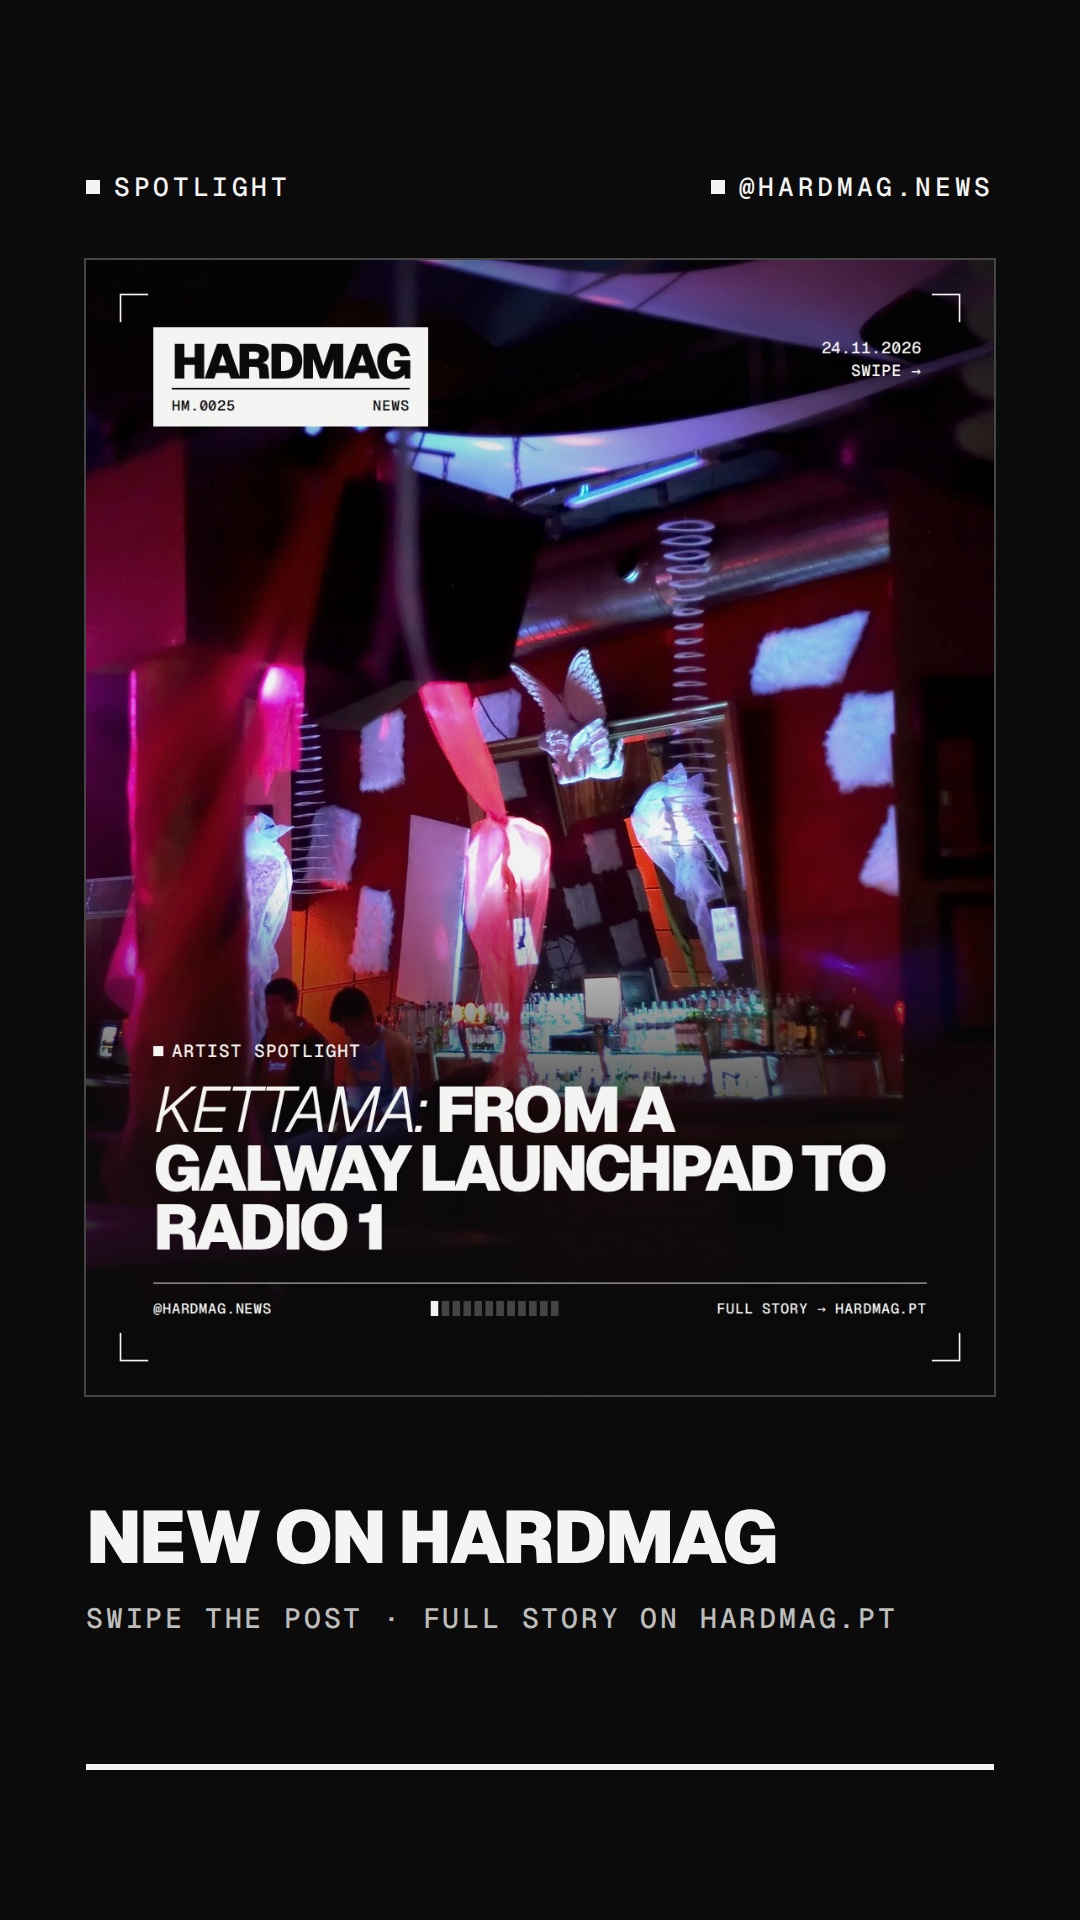 SPOTLIGHT
@HARDMAG.NEWS
HARDMAG
HM.0025 NEWS
24.11.2026
SWIPE →
ARTIST SPOTLIGHT
KETTAMA: FROM A
GALWAY LAUNCHPAD TO
RADIO 1
@HARDMAG.NEWS
FULL STORY → HARDMAG.PT
NEW ON HARDMAG
SWIPE THE POST · FULL STORY ON HARDMAG.PT